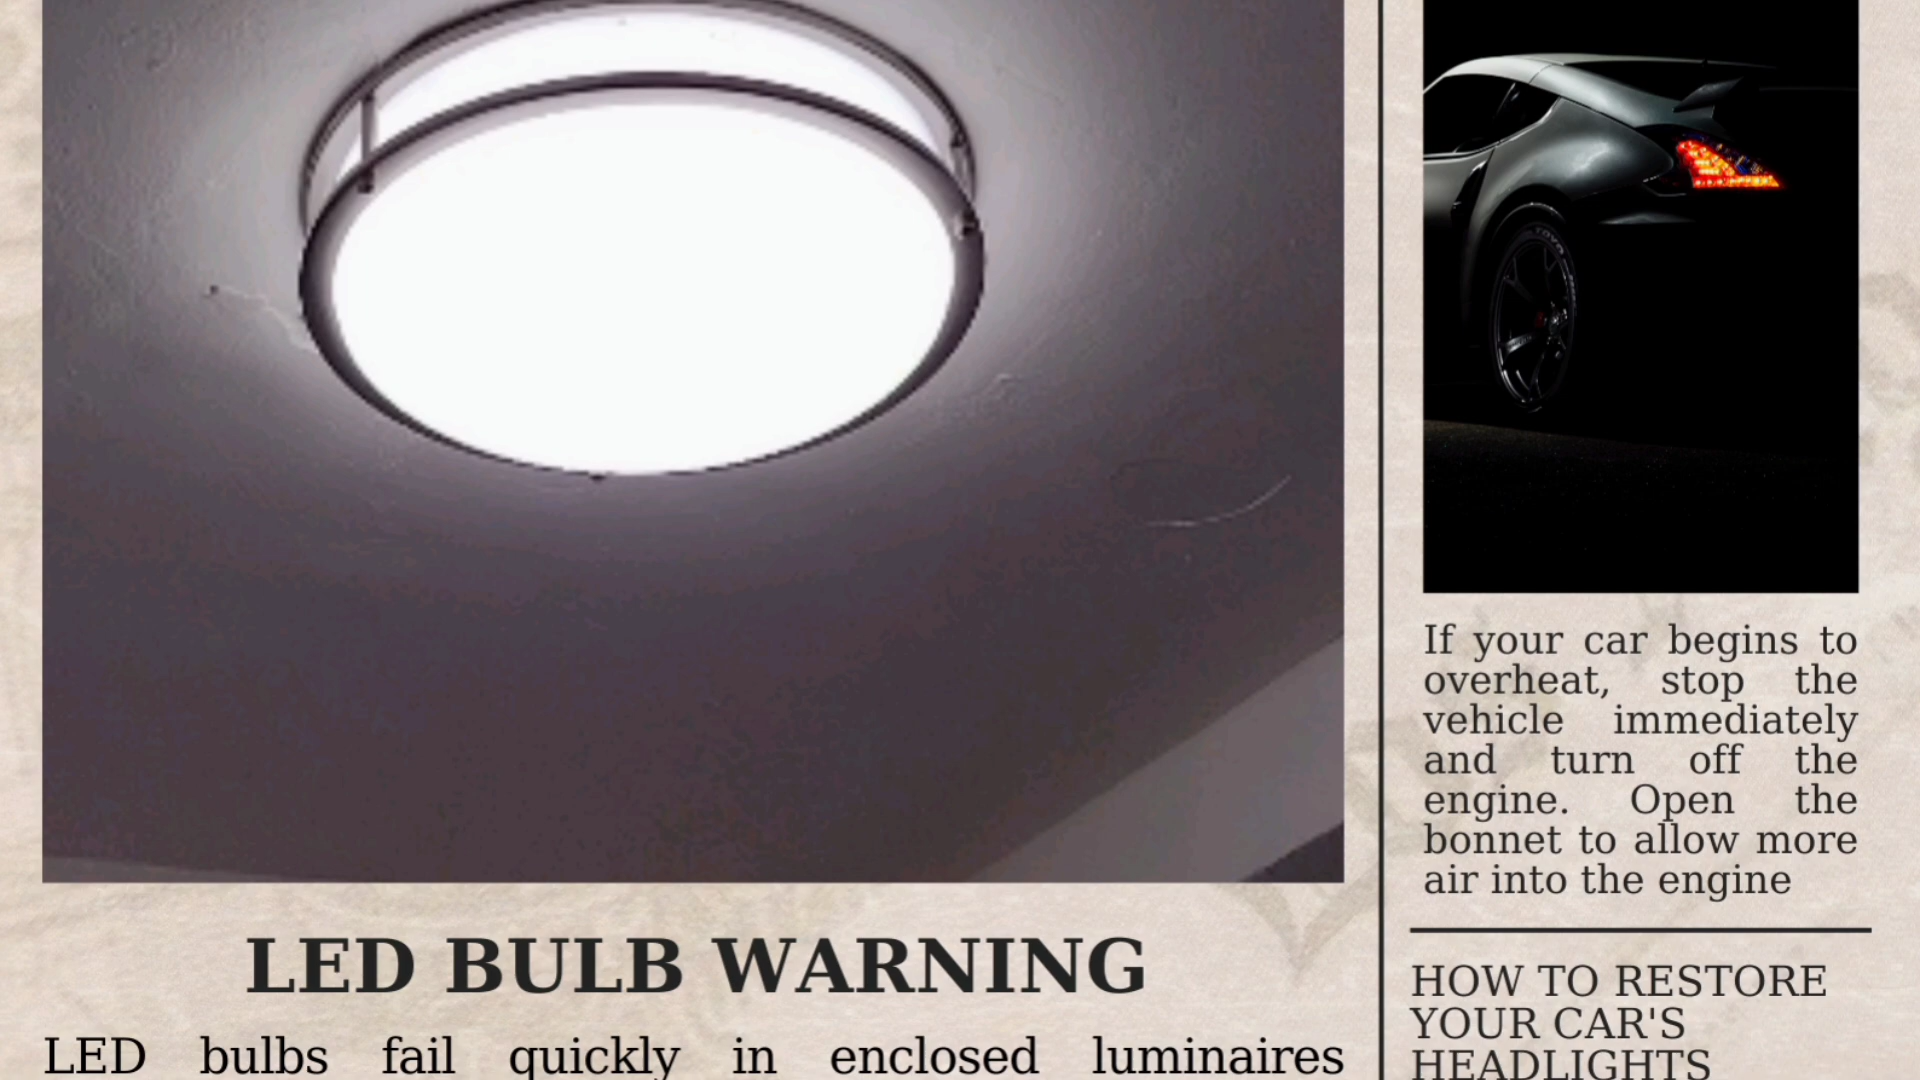 LED BULB WARNING
LED bulbs fail quickly in enclosed luminaires
TOYO
If your car begins to
overheat, stop the
vehicle immediately
and turn off the
engine. Open the
bonnet to allow more
air into the engine
HOW TO RESTORE
YOUR CAR'S
HEADLIGHTS